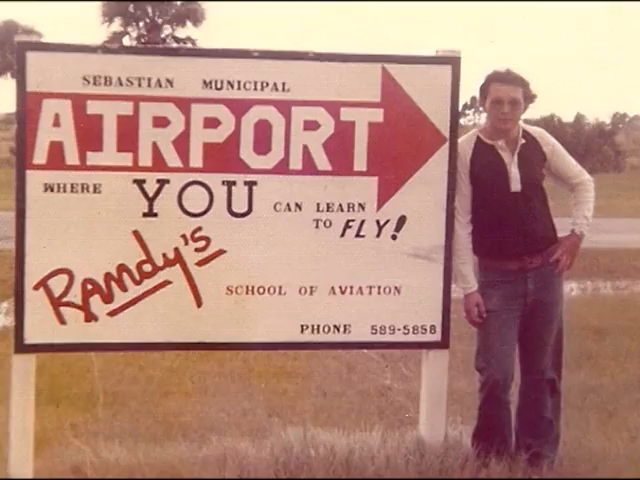 SEBASTIAN MUNICIPAL
AIRPORT
WHERE YOU CAN LEARN
TO FLY!
Randy's
SCHOOL OF AVIATION
PHONE 589-5858